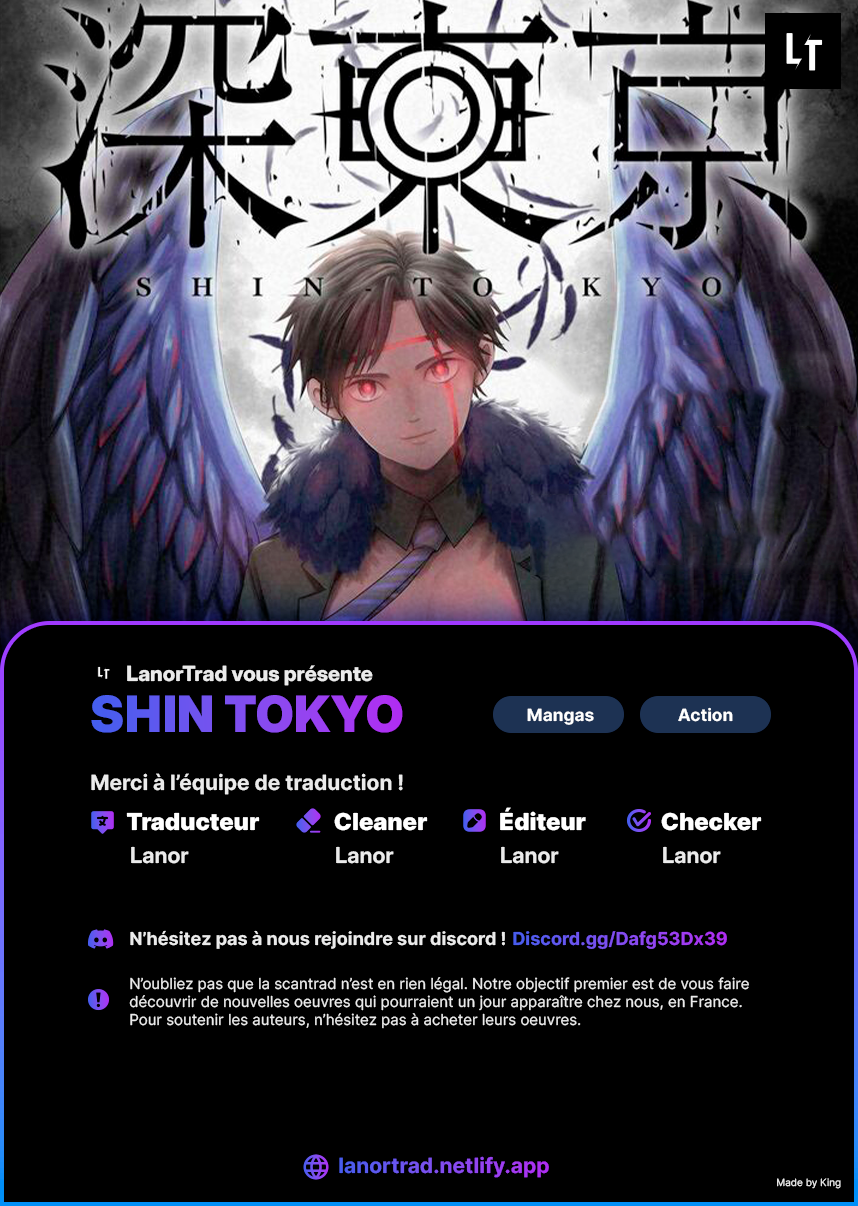 深東京
LT
SHIN-TOKYO
LT LanorTrad vous présente
SHIN TOKYO
Mangas
Action
Merci à l'équipe de traduction !
Traducteur Cleaner Éditeur Checker
Lanor Lanor Lanor Lanor
N'hésitez pas à nous rejoindre sur discord ! Discord.gg/Dafg53Dx39
N'oubliez pas que la scantrad n'est en rien légal. Notre objectif premier est de vous faire
découvrir de nouvelles oeuvres qui pourraient un jour apparaître chez nous, en France.
Pour soutenir les auteurs, n'hésitez pas à acheter leurs oeuvres.
lanortrad.netlify.app
Made by King